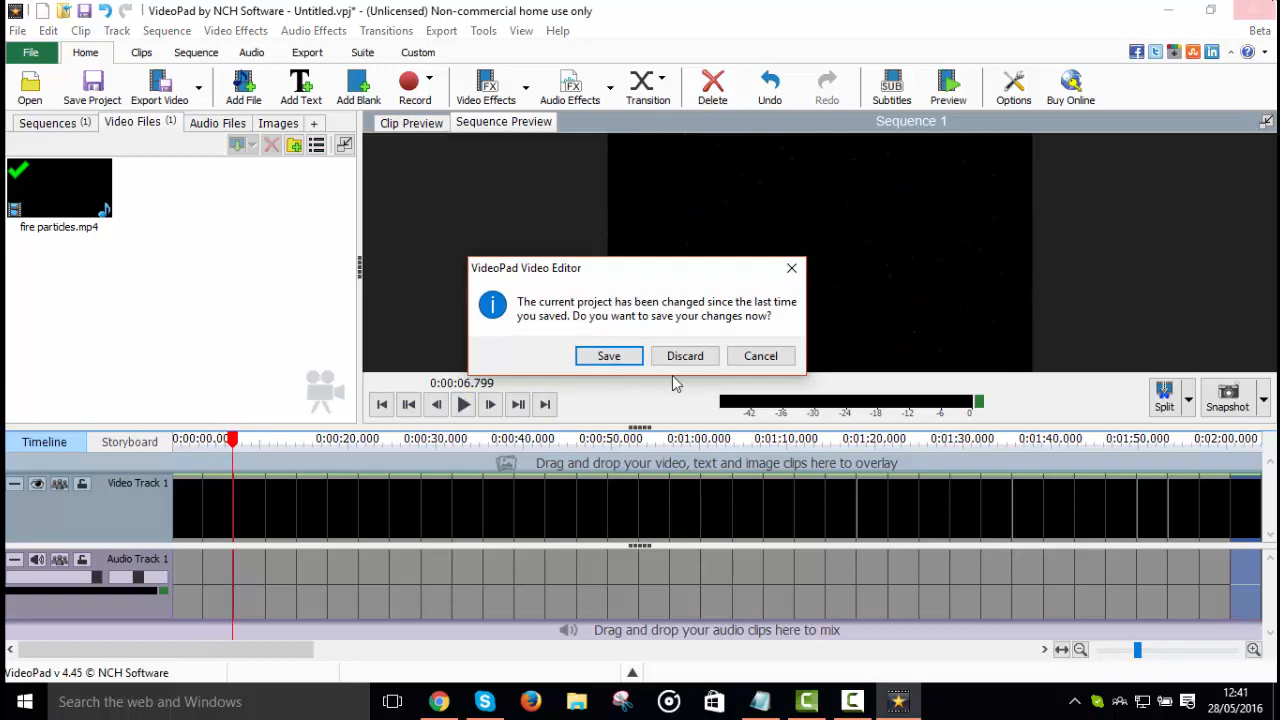 VideoPad by NCH Software - Untitled.vpj* - (Unlicensed) Non-commercial home use only
File Edit Clip Track Sequence Video Effects Audio Effects Transitions Export Tools View Help
Beta
File Home Clips Sequence Audio Export Suite Custom
Open Save Project Export Video Add File Add Text Add Blank Record Video Effects Audio Effects Transition Delete Undo Redo Subtitles Preview Options Buy Online
Sequences (1) Video Files (1) Audio Files Images +
Clip Preview Sequence Preview Sequence 1
fire particles.mp4
VideoPad Video Editor
The current project has been changed since the last time
you saved. Do you want to save your changes now?
Save Discard Cancel
0:00:06.799
-42 -36 -30 -24 -18 -12 -6 0
Split Snapshot
Timeline Storyboard
0:00:00.000 0:00:20.000 0:00:30.000 0:00:40.000 0:00:50.000 0:01:00.000 0:01:10.000 0:01:20.000 0:01:30.000 0:01:40.000 0:01:50.000 0:02:00.000
Drag and drop your video, text and image clips here to overlay
Video Track 1
Audio Track 1
Drag and drop your audio clips here to mix
VideoPad v 4.45 © NCH Software
Search the web and Windows
12:41
28/05/2016